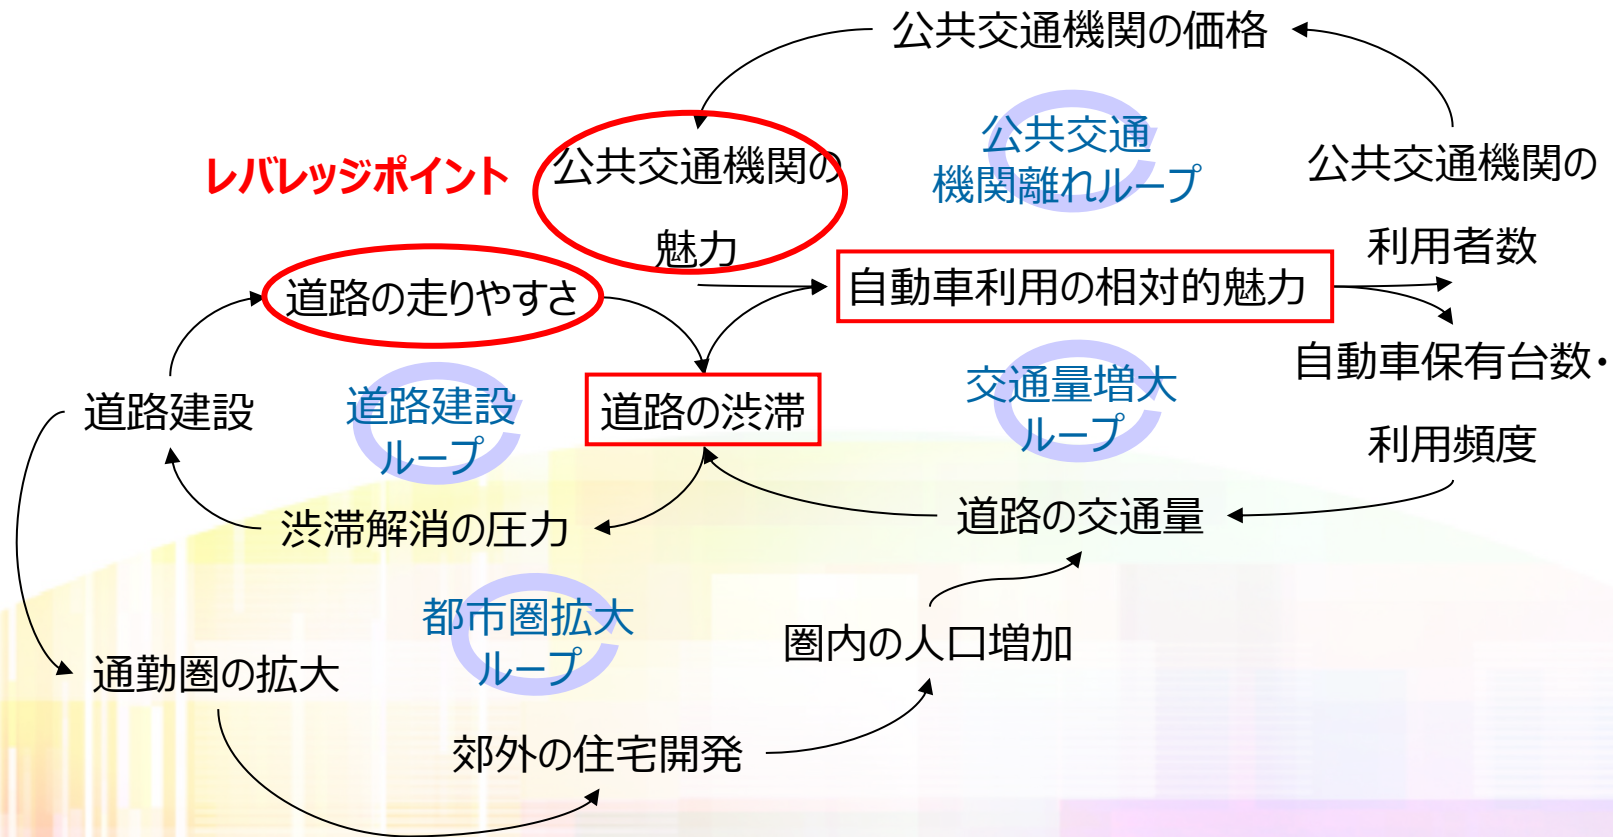 公共交通機関の価格
公共交通
機関離れループ
公共交通機関の
利用者数
レバレッジポイント
公共交通機関の
魅力
自動車利用の相対的魅力
道路の走りやすさ
自動車保有台数・
利用頻度
道路建設
道路建設
ループ
道路の渋滞
交通量増大
ループ
渋滞解消の圧力
道路の交通量
都市圏拡大
ループ
圏内の人口増加
通勤圏の拡大
郊外の住宅開発